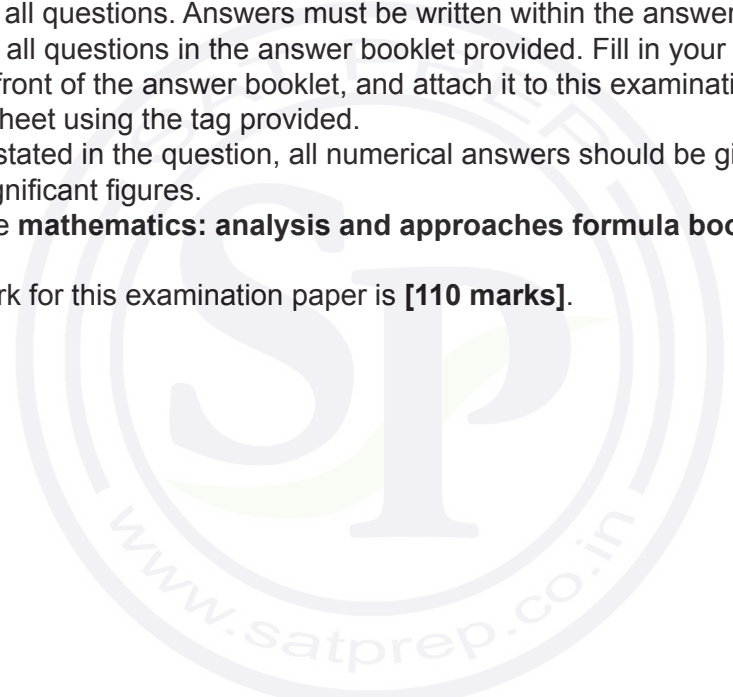 all questions. Answers must be written within the answer
all questions in the answer booklet provided. Fill in your
front of the answer booklet, and attach it to this examinati
heet using the tag provided.
stated in the question, all numerical answers should be gi
gnificant figures.
e mathematics: analysis and approaches formula boo
rk for this examination paper is [110 marks].
SAT PREP
SP
www.satprep.co.in